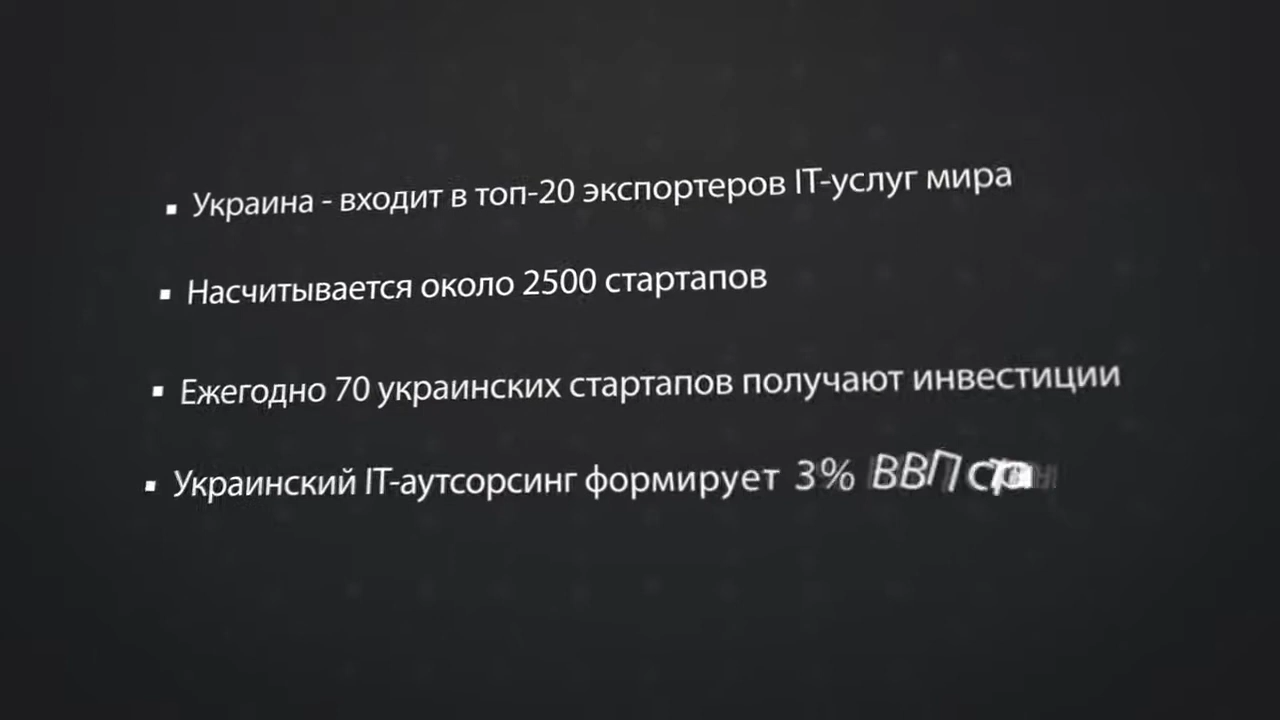 ▪ Украина - входит в топ-20 экспортеров IT-услуг мира
▪ Насчитывается около 2500 стартапов
▪ Ежегодно 70 украинских стартапов получают инвестиции
▪ Украинский IT-аутсорсинг формирует 3% ВВП